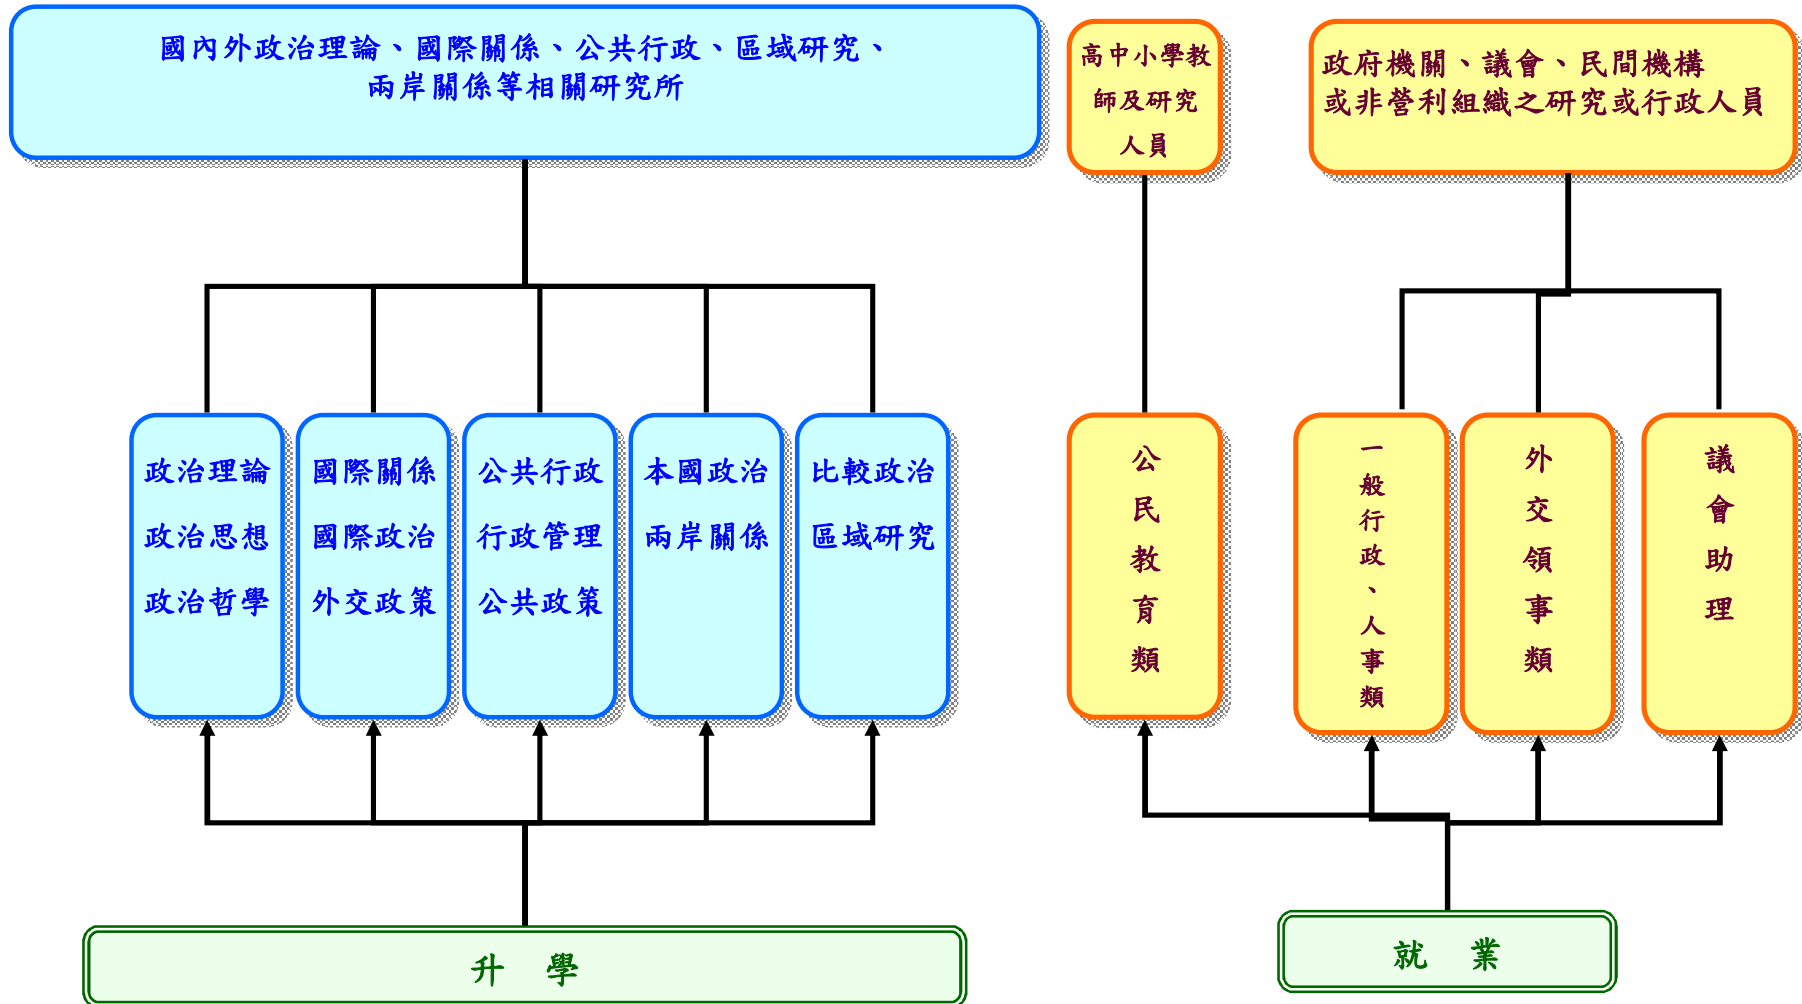 國內外政治理論、國際關係、公共行政、區域研究、
兩岸關係等相關研究所
高中小學教
師及研究
人員
政府機關、議會、民間機構
或非營利組織之研究或行政人員
政治理論
政治思想
政治哲學
國際關係
國際政治
外交政策
公共行政
行政管理
公共政策
本國政治
兩岸關係
比較政治
區域研究
公民教育類
一般行政、人事類
外交領事類
議會助理
升 學
就 業